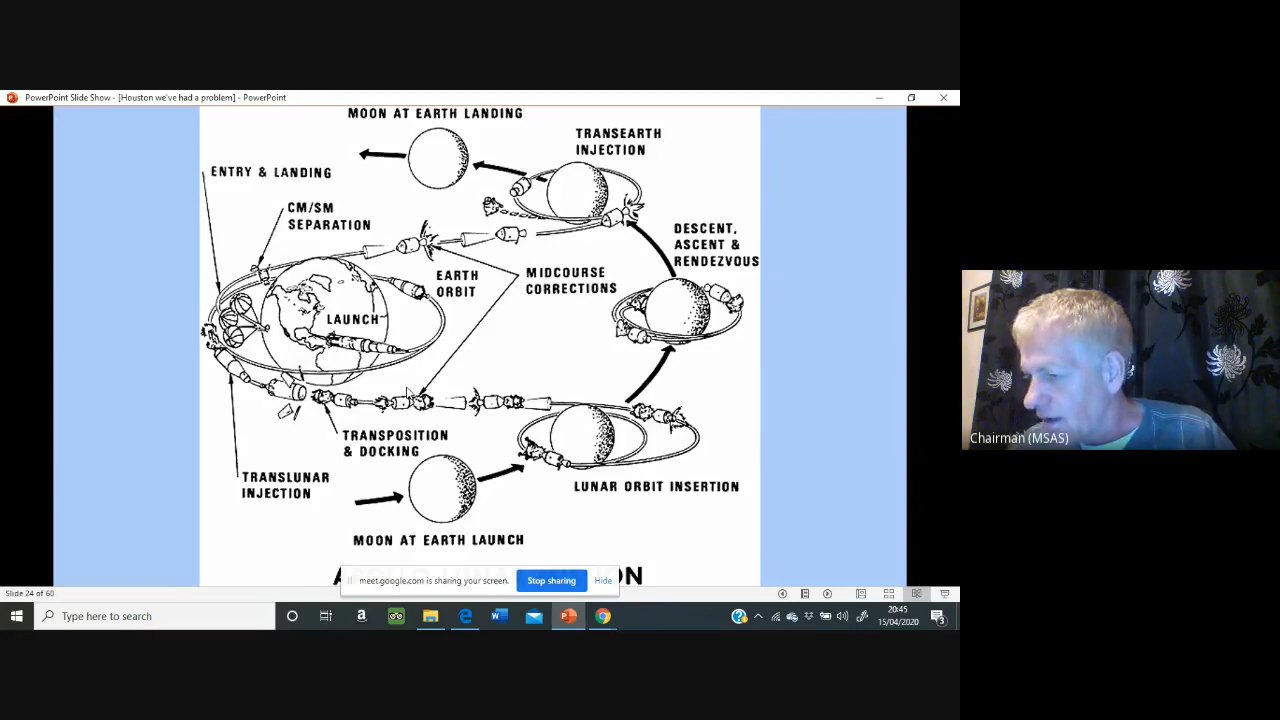 PowerPoint Slide Show - [Houston we've had a problem] - PowerPoint
MOON AT EARTH LANDING
TRANSEARTH
INJECTION
ENTRY & LANDING
CM/SM
SEPARATION
DESCENT,
ASCENT &
RENDEZVOUS
EARTH
ORBIT
MIDCOURSE
CORRECTIONS
LAUNCH
TRANSPOSITION
& DOCKING
TRANSLUNAR
INJECTION
LUNAR ORBIT INSERTION
MOON AT EARTH LAUNCH
meet.google.com is sharing your screen.
Stop sharing
Hide
Slide 24 of 60
Type here to search
20:45
15/04/2020
3
Chairman (MSAS)